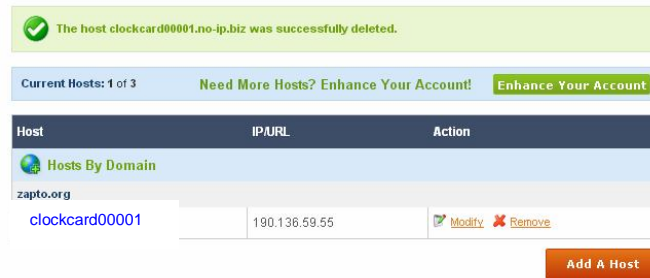 The host clockcard00001.no-ip.biz was successfully deleted.
Current Hosts: 1 of 3 Need More Hosts? Enhance Your Account! Enhance Your Account
Host IP/URL Action
Hosts By Domain
zapto.org
clockcard00001 190.136.59.55 Modify Remove
Add A Host